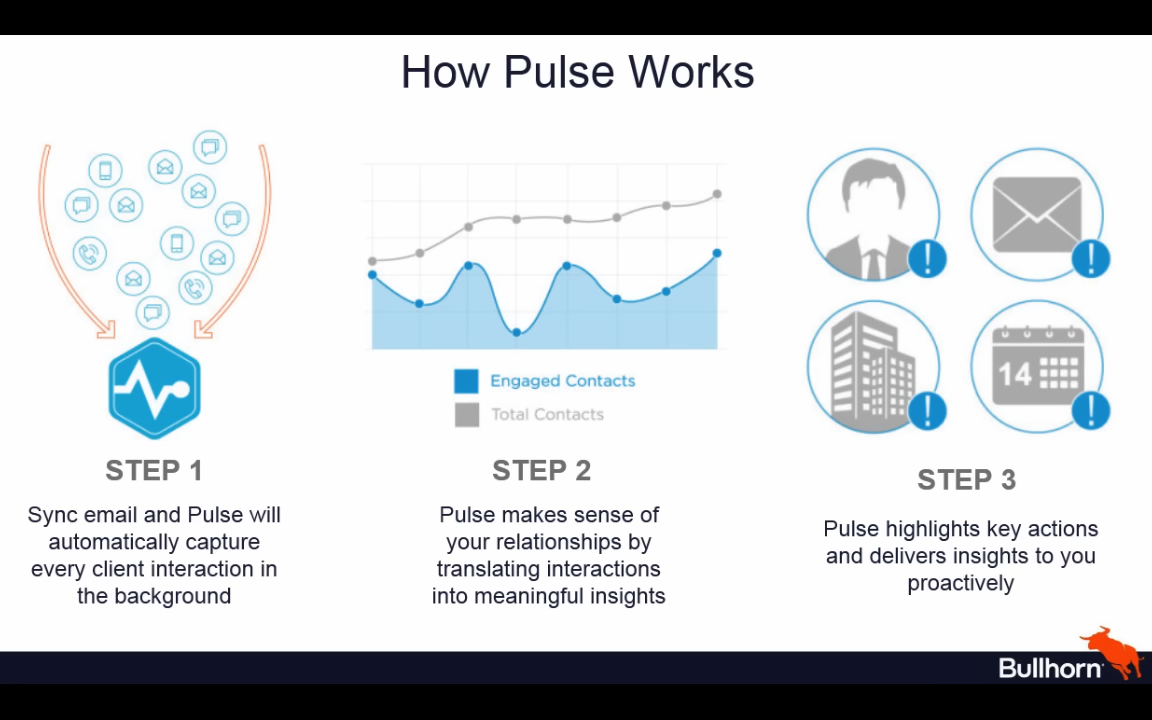 How Pulse Works
Engaged Contacts
Total Contacts
STEP 1
Sync email and Pulse will
automatically capture
every client interaction in
the background
STEP 2
Pulse makes sense of
your relationships by
translating interactions
into meaningful insights
!
!
!
14
!
STEP 3
Pulse highlights key actions
and delivers insights to you
proactively
Bullhorn